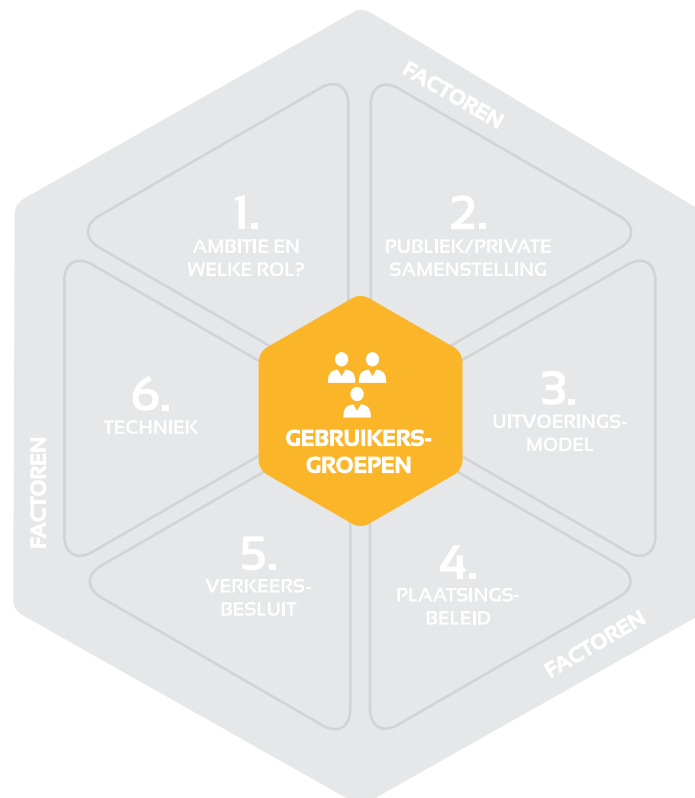 FACTOREN
1.
AMBITIE EN
WELKE ROL?
2.
PUBLIEK/PRIVATE
SAMENSTELLING
3.
UITVOERINGS-
MODEL
4.
PLAATSINGS-
BELEID
5.
VERKEERS-
BESLUIT
6.
TECHNIEK
GEBRUIKERS-
GROEPEN
FACTOREN
FACTOREN